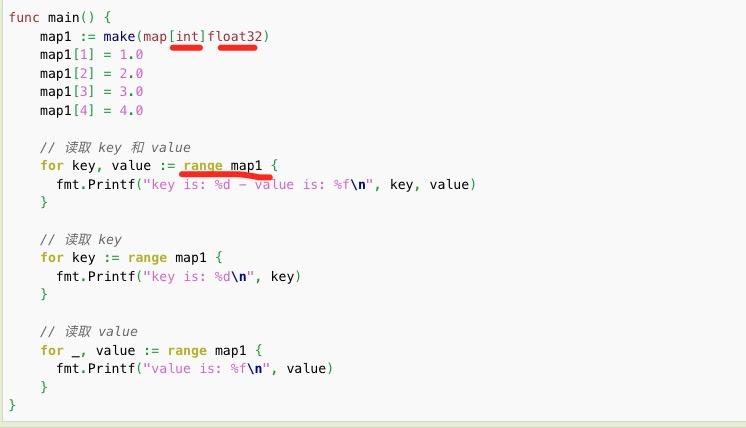 func main() {
    map1 := make(map[int]float32)
    map1[1] = 1.0
    map1[2] = 2.0
    map1[3] = 3.0
    map1[4] = 4.0
    // 读取 key 和 value
    for key, value := range map1 {
      fmt.Printf("key is: %d - value is: %f\n", key, value)
    }
    // 读取 key
    for key := range map1 {
      fmt.Printf("key is: %d\n", key)
    }
    // 读取 value
    for _, value := range map1 {
      fmt.Printf("value is: %f\n", value)
    }
}